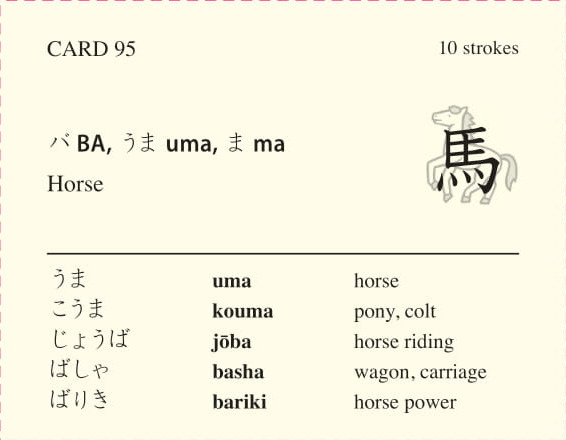 CARD 95 10 strokes
バ BA, うま uma, ま ma
Horse
馬
うま uma horse
こうま kouma pony, colt
じょうば jōba horse riding
ばしゃ basha wagon, carriage
ばりき bariki horse power